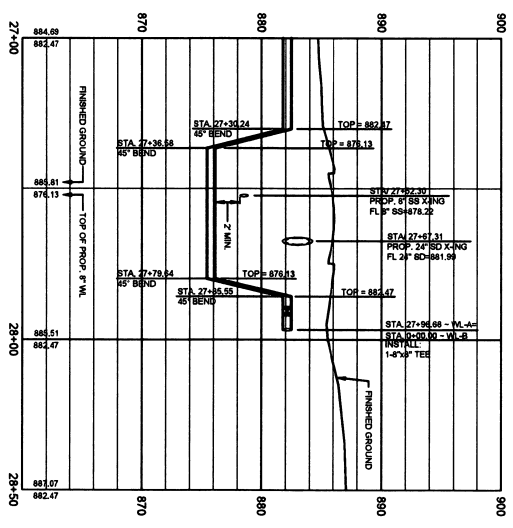 870
880
890
900
27+00
884.69
882.47
STA. 27+30.24
45° BEND
TOP = 882.47
STA. 27+36.58
45° BEND
TOP = 876.13
FINISHED GROUND
885.81
876.13
TOP OF PROP. 8" WL
2' MIN.
STA. 27+52.30
PROP. 8" SS X-ING
FL 8" SS=878.22
STA. 27+67.31
PROP. 24" SD X-ING
FL 24" SD=881.99
STA. 27+79.64
45° BEND
TOP = 876.13
STA. 27+85.55
45° BEND
TOP = 882.47
STA. 27+96.68 ~ WL-A=
STA. 0+00.00 ~ WL-B
INSTALL:
1-8"x8" TEE
28+00
885.51
882.47
FINISHED GROUND
28+50
887.07
882.47
870
880
890
900